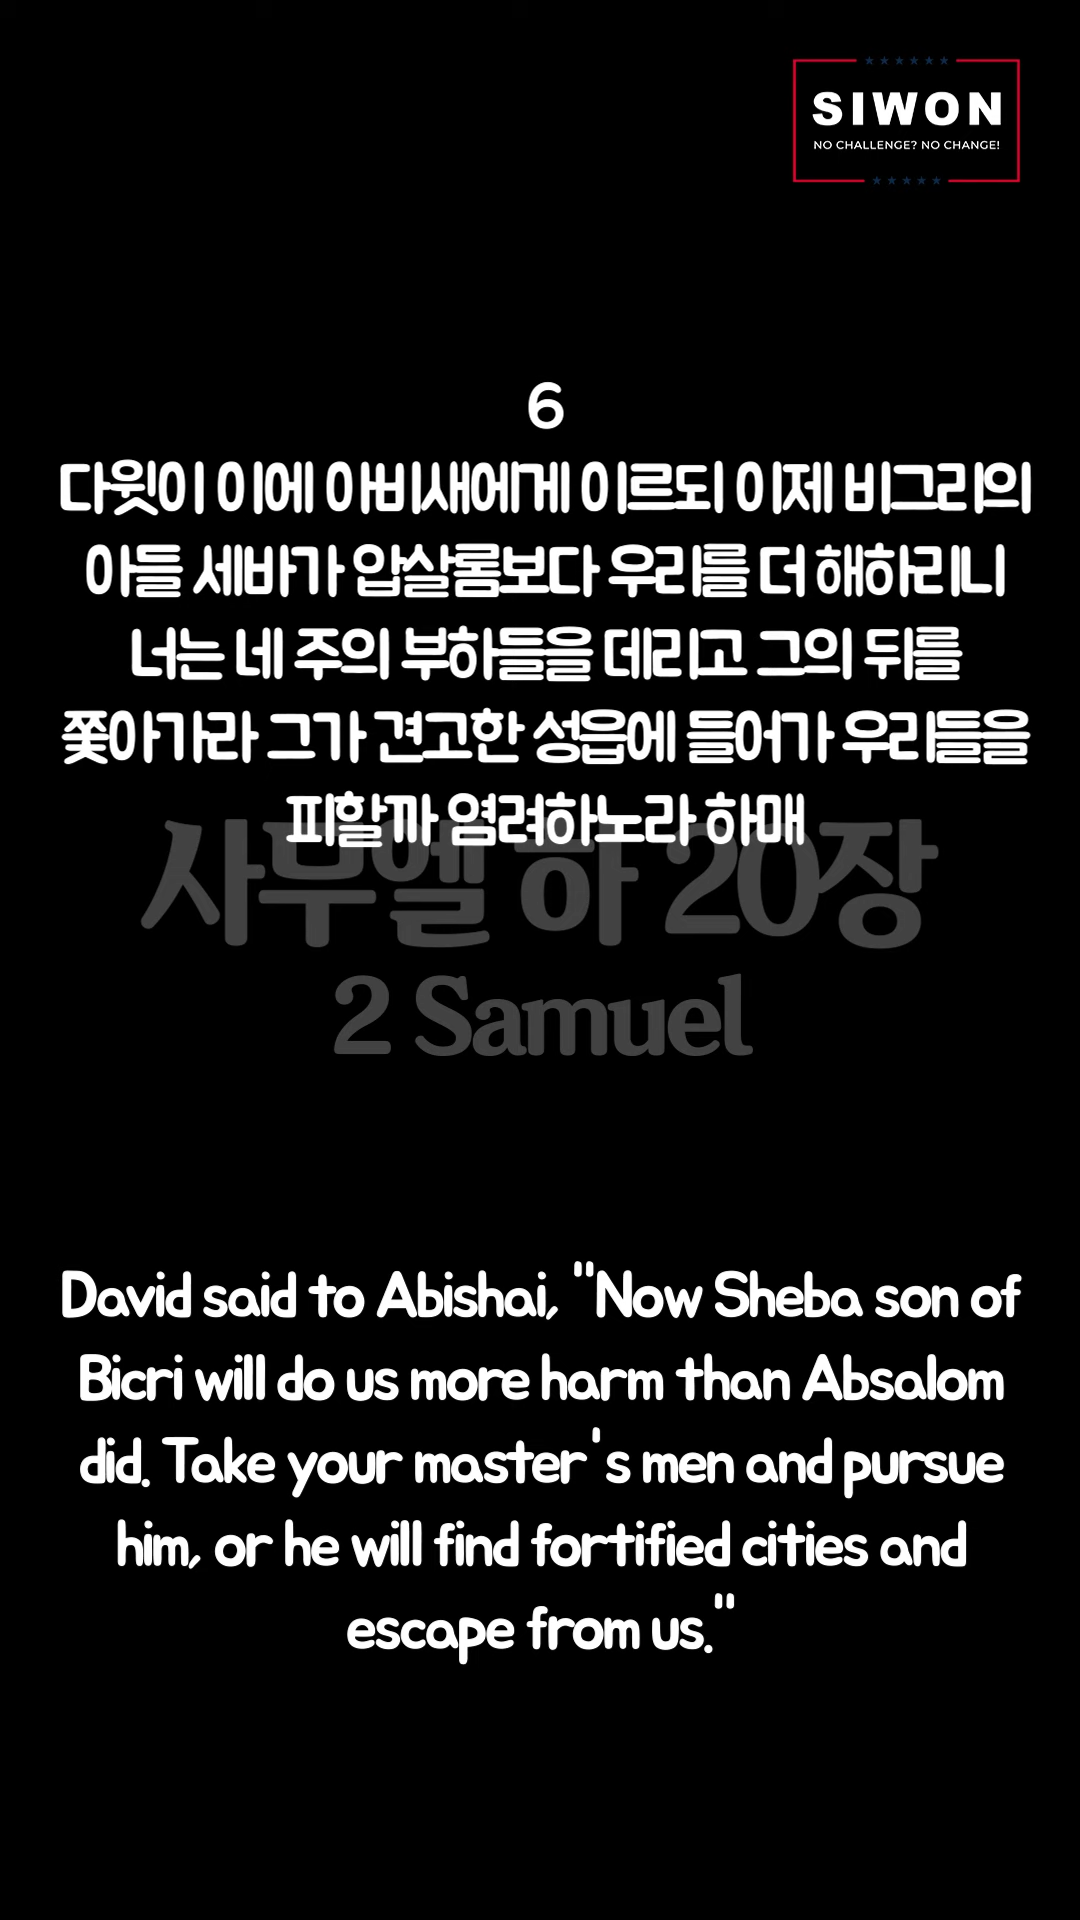 SIWON
NO CHALLENGE? NO CHANGE!
6
다윗이 이에 아비새에게 이르되 이제 비그리의
아들 세바가 압살롬보다 우리를 더 해하리니
너는 네 주의 부하들을 데리고 그의 뒤를
쫓아가라 그가 견고한 성읍에 들어가 우리들을
피할까 염려하노라 하매
사무엘 하 20장
2 Samuel
David said to Abishai, "Now Sheba son of
Bicri will do us more harm than Absalom
did. Take your master's men and pursue
him, or he will find fortified cities and
escape from us."